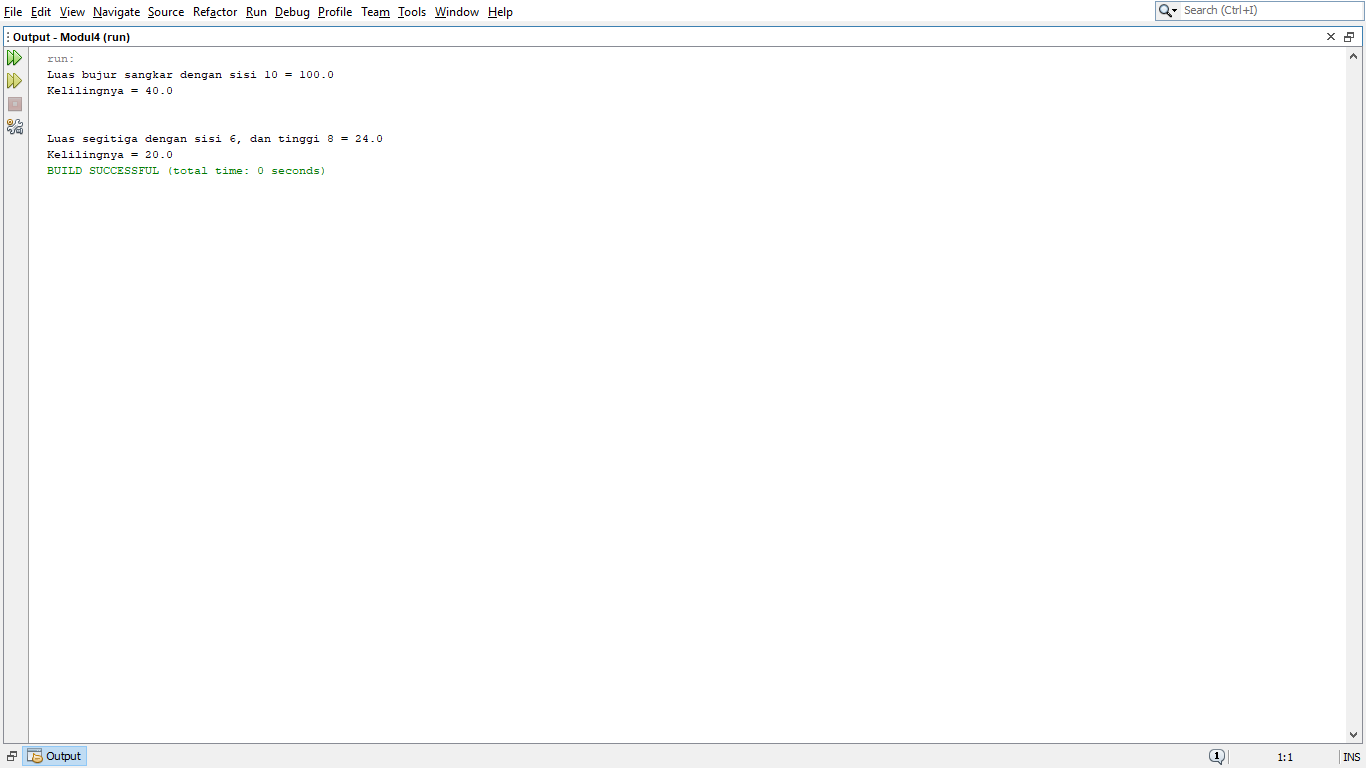 File Edit View Navigate Source Refactor Run Debug Profile Team Tools Window Help
Search (Ctrl+I)
Output - Modul4 (run)
run:
Luas bujur sangkar dengan sisi 10 = 100.0
Kelilingnya = 40.0
Luas segitiga dengan sisi 6, dan tinggi 8 = 24.0
Kelilingnya = 20.0
BUILD SUCCESSFUL (total time: 0 seconds)
Output
1
1:1
INS